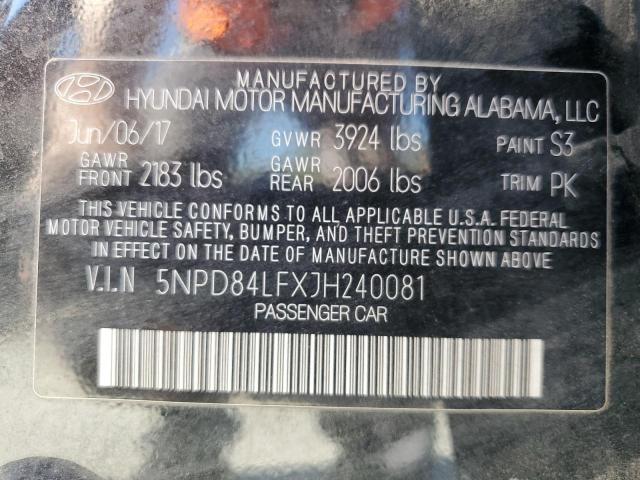 MANUFACTURED BY
HYUNDAI MOTOR MANUFACTURING ALABAMA, LLC
Jun/06/17 GVWR 3924 lbs PAINT S3
GAWR FRONT 2183 lbs GAWR REAR 2006 lbs TRIM PK
THIS VEHICLE CONFORMS TO ALL APPLICABLE U.S.A. FEDERAL
MOTOR VEHICLE SAFETY, BUMPER, AND THEFT PREVENTION STANDARDS
IN EFFECT ON THE DATE OF MANUFACTURE SHOWN ABOVE.
V.I.N 5NPD84LFXJH240081
PASSENGER CAR